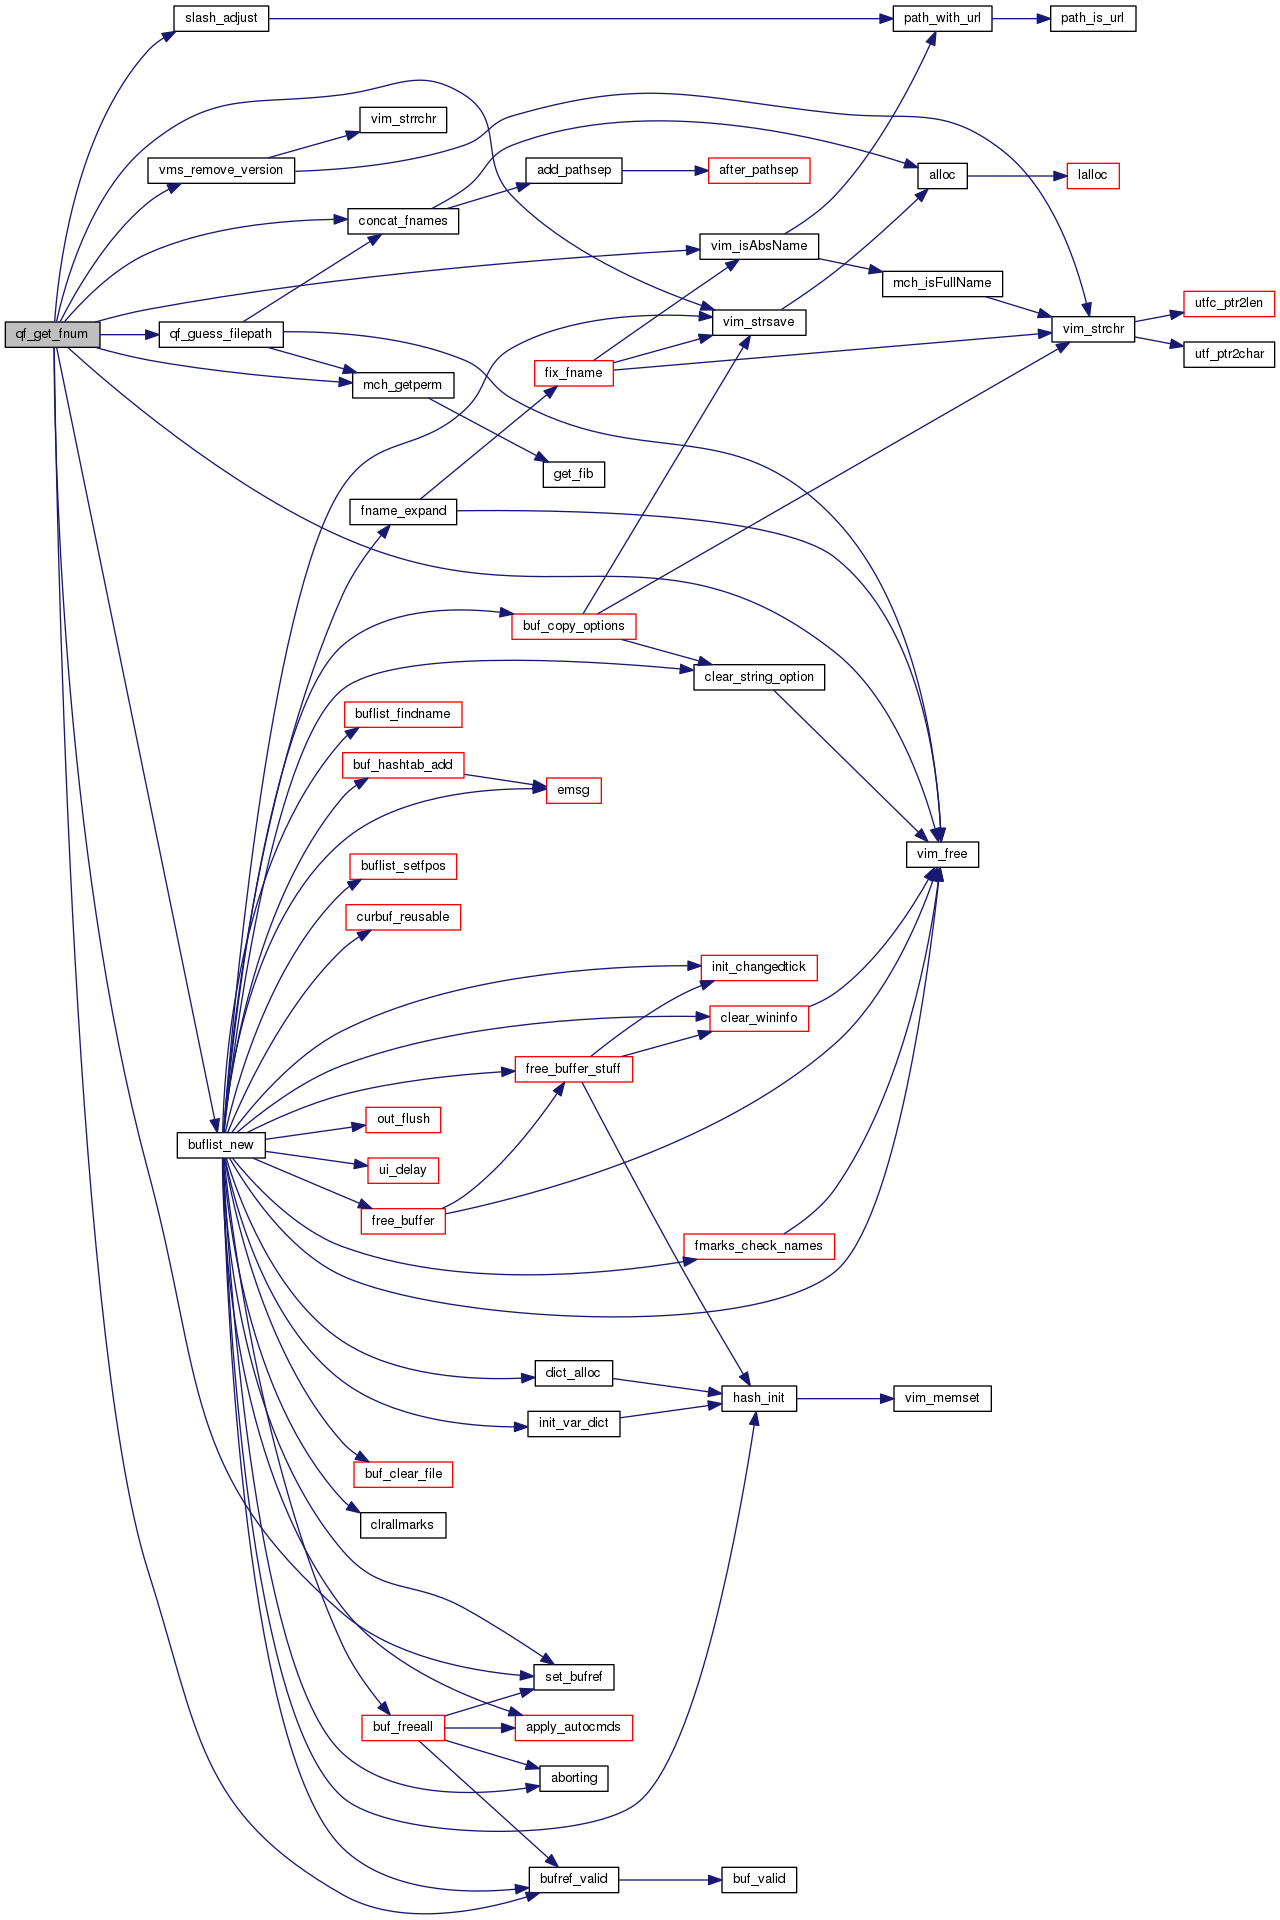 slash_adjust
path_with_url
path_is_url
vim_strrchr
vms_remove_version
add_pathsep
after_pathsep
alloc
lalloc
concat_fnames
vim_isAbsName
mch_isFullName
utfc_ptr2len
qf_get_fnum
qf_guess_filepath
vim_strsave
vim_strchr
utf_ptr2char
fix_fname
mch_getperm
get_fib
fname_expand
buf_copy_options
clear_string_option
buflist_findname
buf_hashtab_add
emsg
vim_free
buflist_setfpos
curbuf_reusable
init_changedtick
clear_wininfo
free_buffer_stuff
out_flush
buflist_new
ui_delay
free_buffer
fmarks_check_names
dict_alloc
hash_init
vim_memset
init_var_dict
buf_clear_file
clrallmarks
set_bufref
buf_freeall
apply_autocmds
aborting
bufref_valid
buf_valid